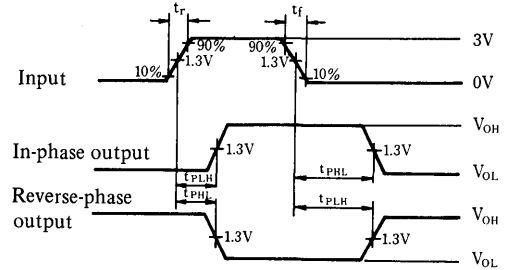 tr tf
90% 90% 3V
1.3V 1.3V
10% 10%
Input 0V
VOH
In-phase output 1.3V 1.3V
tPLH tPHL VOL
Reverse-phase tPHL tPLH VOH
output
1.3V 1.3V
VOL